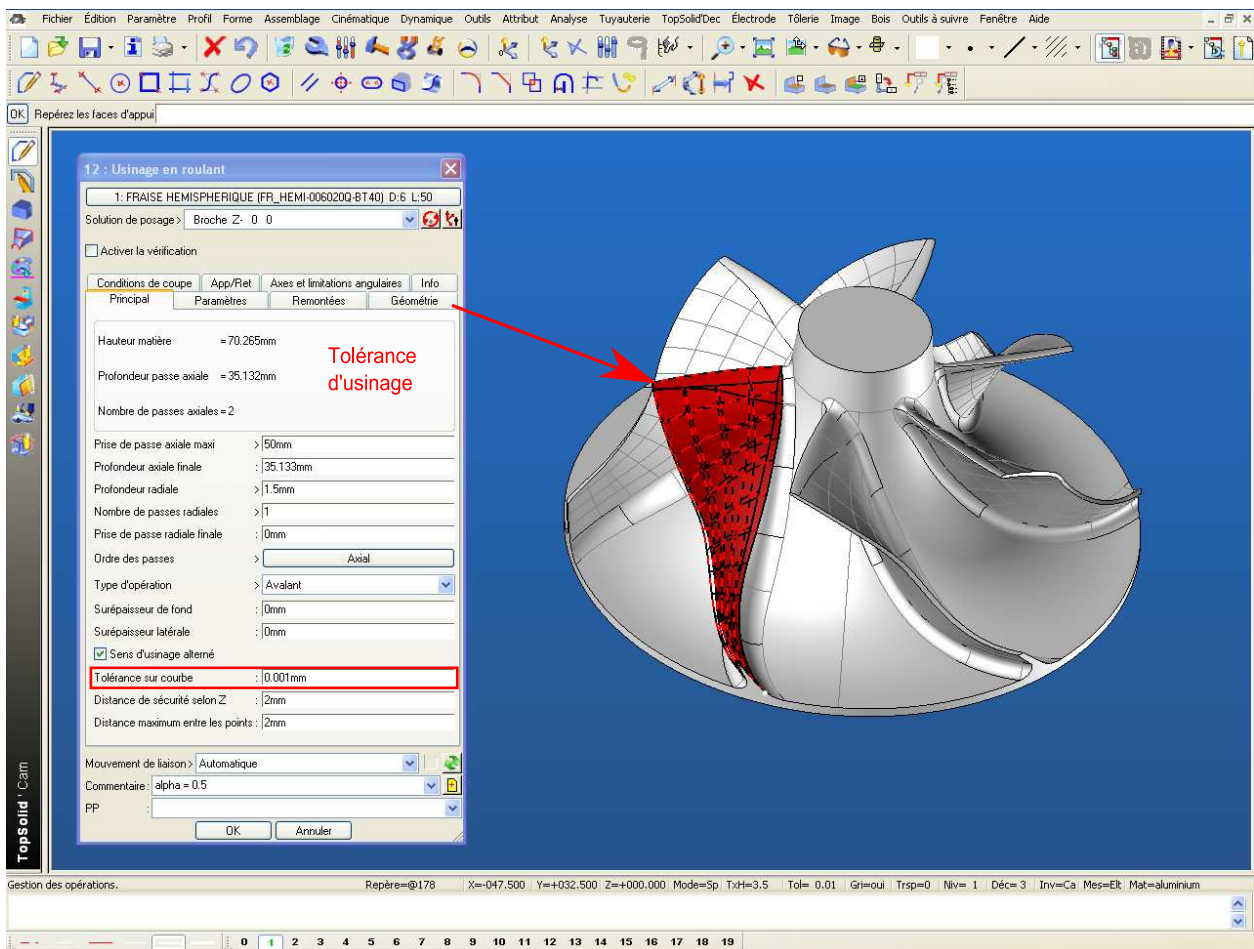 Fichier Édition Paramètre Profil Forme Assemblage Cinématique Dynamique Outils Attribut Analyse Tuyauterie TopSolid'Dec Électrode Tôlerie Image Bois Outils à suivre Fenêtre Aide
OK Repérez les faces d'appui
12 : Usinage en roulant
1: FRAISE HEMISPHERIQUE (FR_HEMI-006020Q-BT40) D:6 L:50
Solution de posage > Broche Z- 0 0
Activer la vérification
Conditions de coupe App/Ret Axes et limitations angulaires Info
Principal Paramètres Remontées Géométrie
Hauteur matière = 70.265mm
Profondeur passe axiale = 35.132mm
Nombre de passes axiales = 2
Tolérance
d'usinage
Prise de passe axiale maxi > 50mm
Profondeur axiale finale : 35.133mm
Profondeur radiale > 1.5mm
Nombre de passes radiales > 1
Prise de passe radiale finale : 0mm
Ordre des passes > Axial
Type d'opération > Avalant
Surépaisseur de fond : 0mm
Surépaisseur latérale : 0mm
Sens d'usinage alterné
Tolérance sur courbe : 0.001mm
Distance de sécurité selon Z : 2mm
Distance maximum entre les points : 2mm
Mouvement de liaison > Automatique
Commentaire : alpha = 0.5
PP :
OK Annuler
TopSolid'Cam
Gestion des opérations. Repère=@178 X=-047.500 Y=+032.500 Z=+000.000 Mode=Sp TxH=3.5 Tol= 0.01 Gri=oui Trsp=0 Niv= 1 Déc= 3 Inv=Ca Mes=Elt Mat=aluminium
0 1 2 3 4 5 6 7 8 9 10 11 12 13 14 15 16 17 18 19